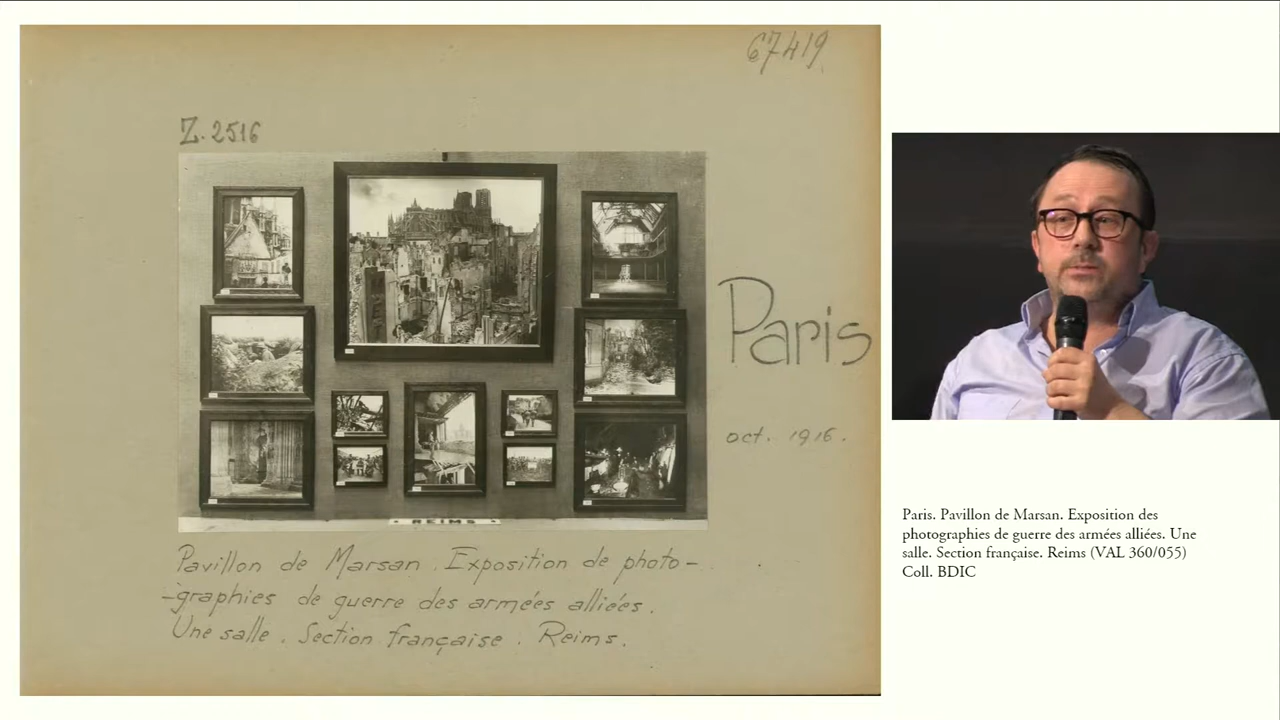 67419
Z. 2516
Paris
oct. 1916.
REIMS
Pavillon de Marsan. Exposition de photo-
-graphies de guerre des armées alliées.
Une salle. Section française. Reims.
Paris. Pavillon de Marsan. Exposition des
photographies de guerre des armées alliées. Une
salle. Section française. Reims (VAL 360/055)
Coll. BDIC